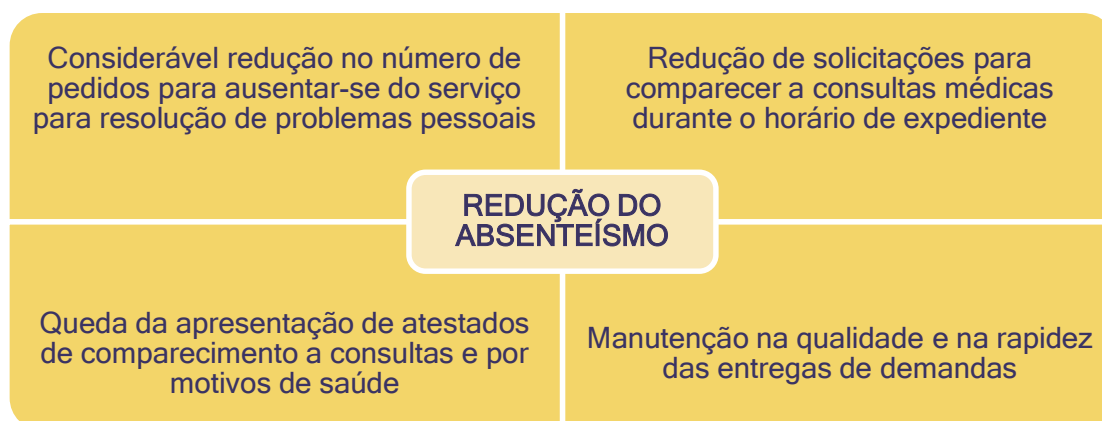 Considerável redução no número de
pedidos para ausentar-se do serviço
para resolução de problemas pessoais
Redução de solicitações para
comparecer a consultas médicas
durante o horário de expediente
REDUÇÃO DO
ABSENTEÍSMO
Queda da apresentação de atestados
de comparecimento a consultas e por
motivos de saúde
Manutenção na qualidade e na rapidez
das entregas de demandas